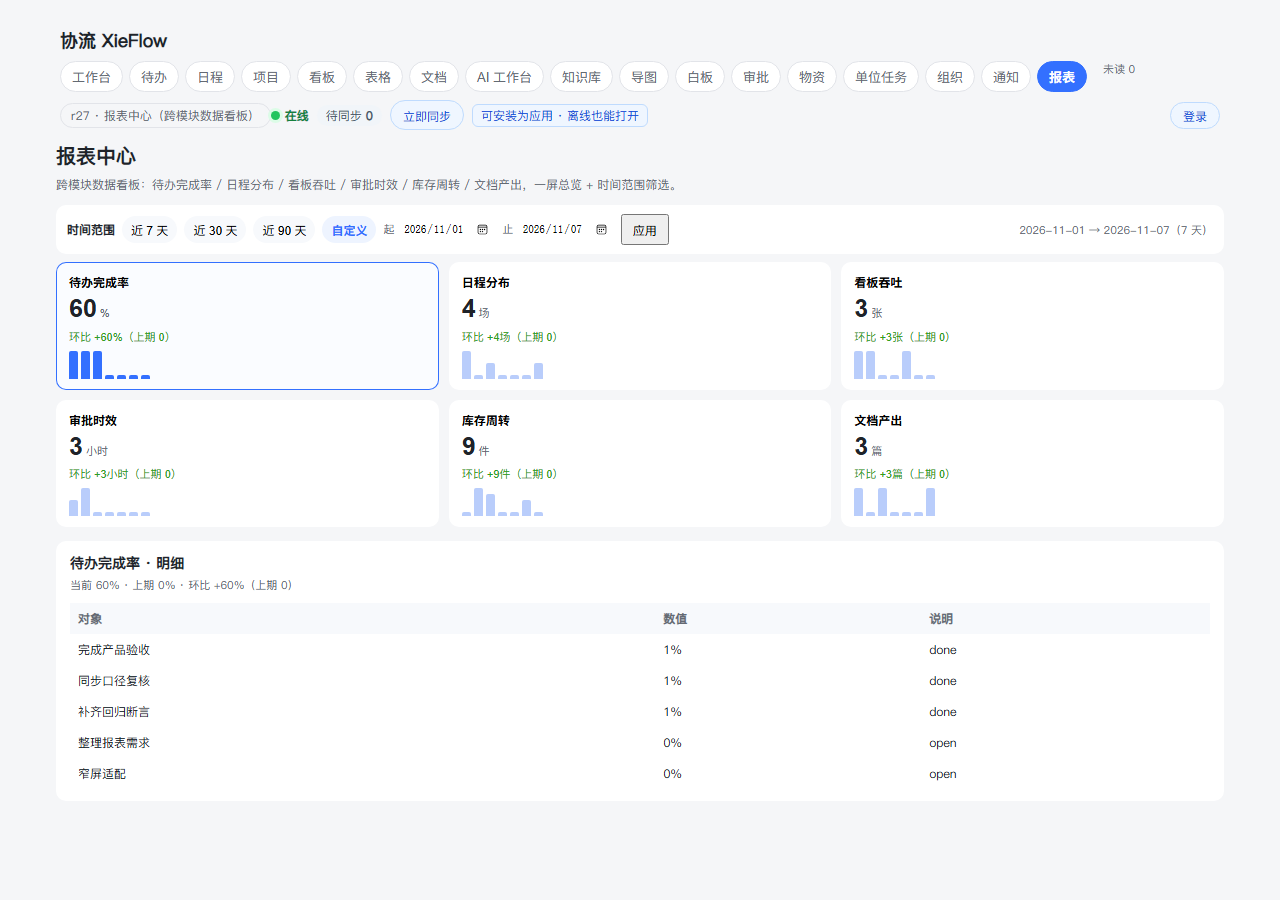 协流 XieFlow
工作台 待办 日程 项目 看板 表格 文档 AI 工作台 知识库 导图 白板 审批 物资 单位任务 组织 通知 报表 未读 0
r27 · 报表中心（跨模块数据看板） 在线 待同步 0 立即同步 可安装为应用 · 离线也能打开 登录
报表中心
跨模块数据看板：待办完成率 / 日程分布 / 看板吞吐 / 审批时效 / 库存周转 / 文档产出，一屏总览 + 时间范围筛选。
时间范围 近 7 天 近 30 天 近 90 天 自定义 起 2026/11/01 止 2026/11/07 应用 2026-11-01 → 2026-11-07（7 天）
待办完成率
60 %
环比 +60%（上期 0）
日程分布
4 场
环比 +4场（上期 0）
看板吞吐
3 张
环比 +3张（上期 0）
审批时效
3 小时
环比 +3小时（上期 0）
库存周转
9 件
环比 +9件（上期 0）
文档产出
3 篇
环比 +3篇（上期 0）
待办完成率 · 明细
当前 60% · 上期 0% · 环比 +60%（上期 0）
对象 数值 说明
完成产品验收 1% done
同步口径复核 1% done
补齐回归断言 1% done
整理报表需求 0% open
窄屏适配 0% open